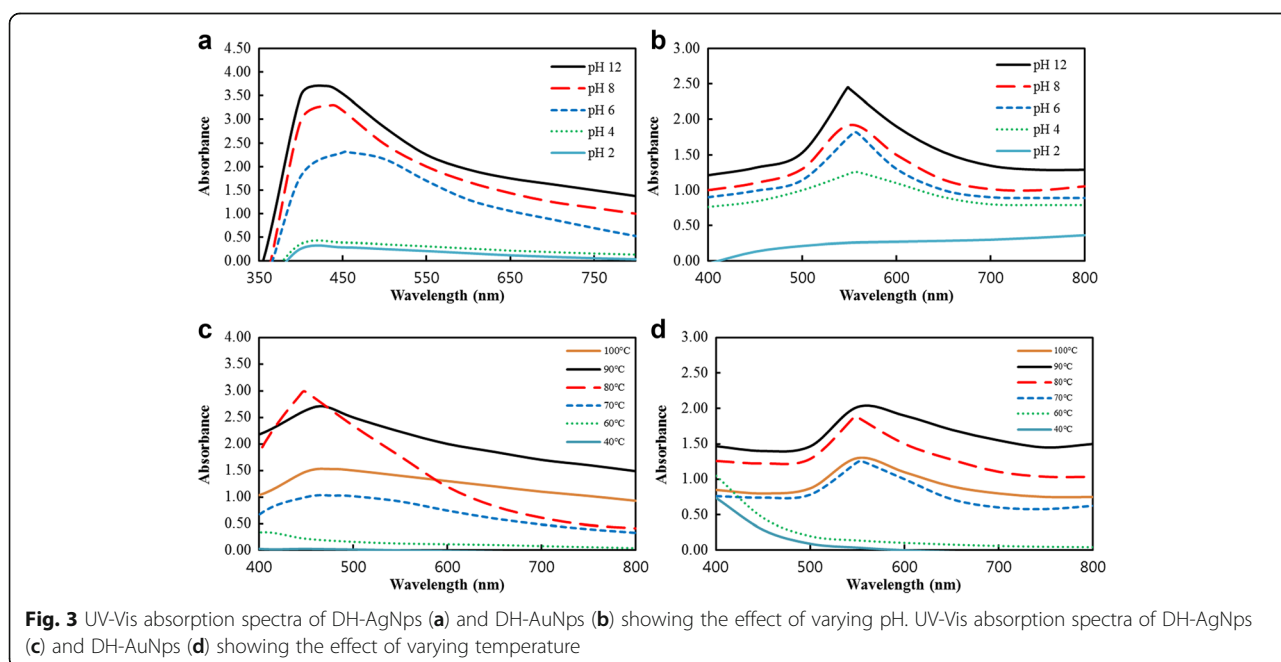 a
4.50
4.00
3.50
3.00
2.50
2.00
1.50
1.00
0.50
0.00
Absorbance
350 450 550 650 750
Wavelength (nm)
pH 12
pH 8
pH 6
pH 4
pH 2
b
3.00
2.50
2.00
1.50
1.00
0.50
0.00
Absorbance
400 500 600 700 800
Wavelength (nm)
pH 12
pH 8
pH 6
pH 4
pH 2
c
4.00
3.50
3.00
2.50
2.00
1.50
1.00
0.50
0.00
Absorbance
400 500 600 700 800
Wavelength (nm)
100℃
90℃
80℃
70℃
60℃
40℃
d
3.00
2.50
2.00
1.50
1.00
0.50
0.00
Absorbance
400 500 600 700 800
Wavelength (nm)
100℃
90℃
80℃
70℃
60℃
40℃
Fig. 3 UV-Vis absorption spectra of DH-AgNps (a) and DH-AuNps (b) showing the effect of varying pH. UV-Vis absorption spectra of DH-AgNps
(c) and DH-AuNps (d) showing the effect of varying temperature